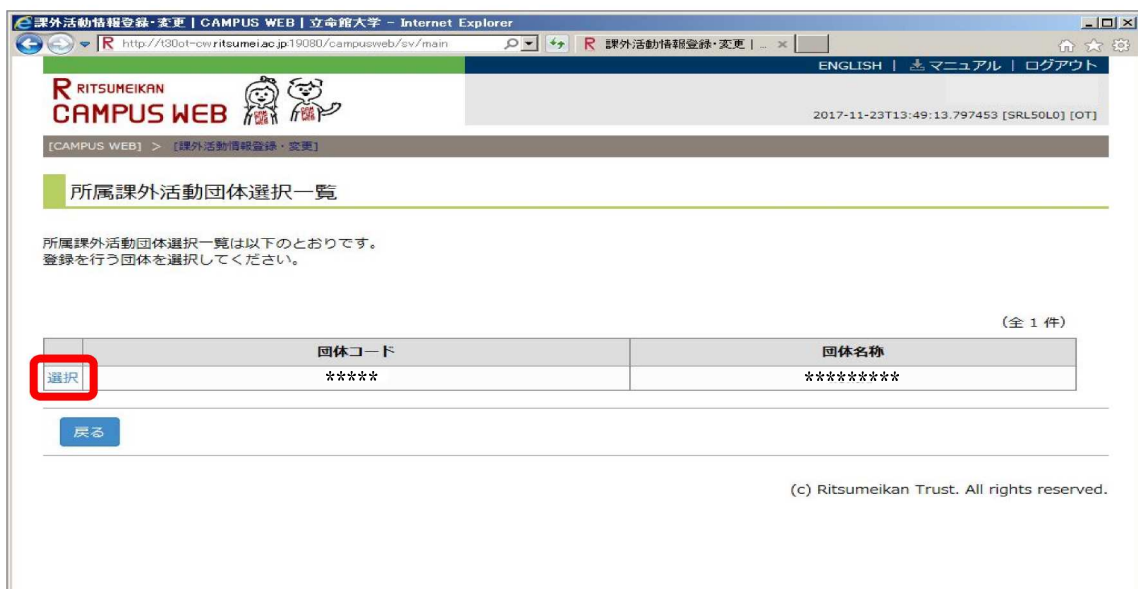 課外活動情報登録・変更 | CAMPUS WEB | 立命館大学 - Internet Explorer
http://t30ot-cw.ritsumei.ac.jp:19080/campusweb/sv/main
課外活動情報登録・変更 | ...
ENGLISH | マニュアル | ログアウト
R RITSUMEIKAN
CAMPUS WEB
2017-11-23T13:49:13.797453 [SRL50L0] [OT]
[CAMPUS WEB] > [課外活動情報登録・変更]
所属課外活動団体選択一覧
所属課外活動団体選択一覧は以下のとおりです。
登録を行う団体を選択してください。
(全 1 件)
団体コード 団体名称
選択 ***** *********
戻る
(c) Ritsumeikan Trust. All rights reserved.